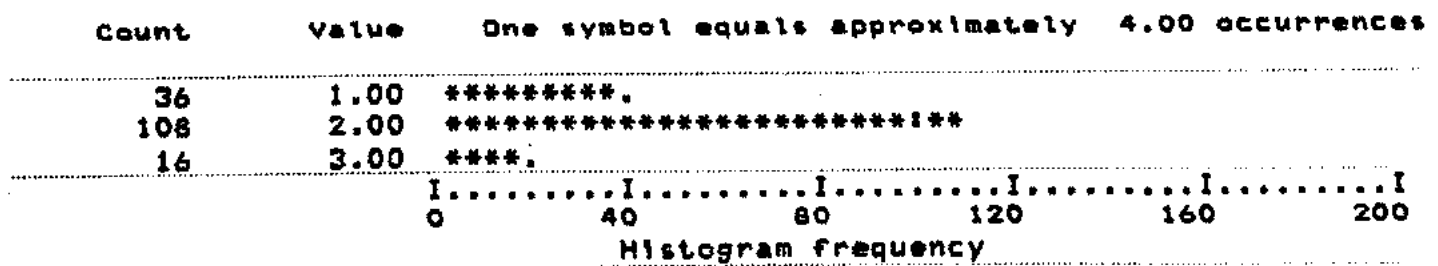 Count Value One symbol equals approximately 4.00 occurrences
36 1.00 *********.
108 2.00 ************************:**
16 3.00 ****.
I.........I.........I.........I.........I.........I
0 40 80 120 160 200
Histogram frequency